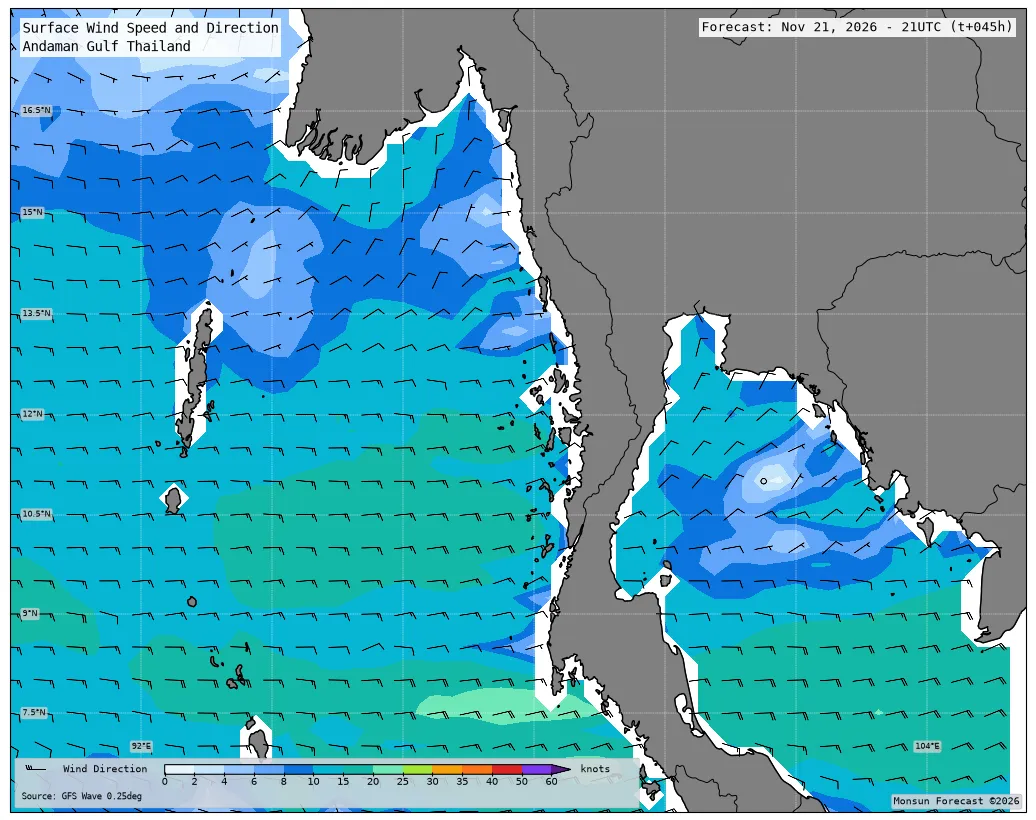 Surface Wind Speed and Direction
Andaman Gulf Thailand
Forecast: Nov 21, 2026 - 21UTC (t+045h)
16.5°N
15°N
13.5°N
12°N
10.5°N
9°N
7.5°N
92°E
104°E
Wind Direction
0 2 4 6 8 10 15 20 25 30 35 40 50 60
knots
Source: GFS Wave 0.25deg
Monsun Forecast ©2026